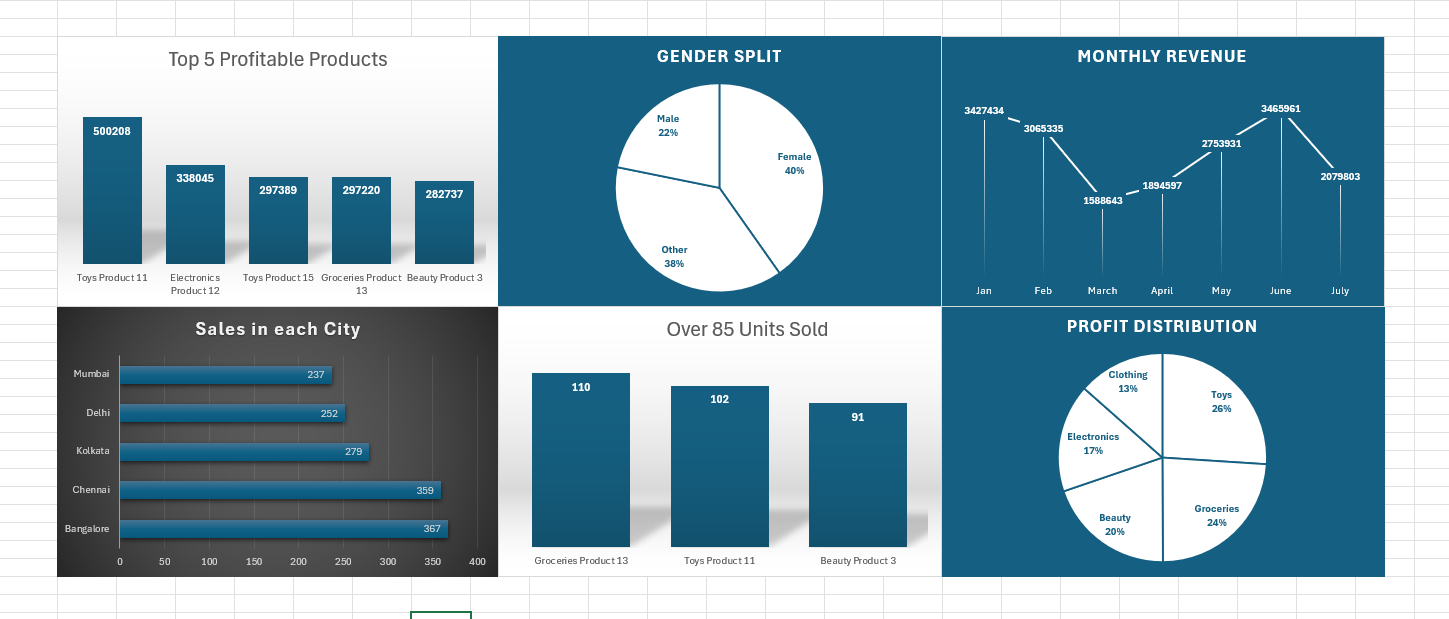 Top 5 Profitable Products
500208
338045
297389
297220
282737
Toys Product 11
Electronics
Product 12
Toys Product 15
Groceries Product
13
Beauty Product 3
GENDER SPLIT
Male
22%
Female
40%
Other
38%
MONTHLY REVENUE
3427434
3065335
1588643
1894597
2753931
3465961
2079803
Jan
Feb
March
April
May
June
July
Sales in each City
Mumbai
237
Delhi
252
Kolkata
279
Chennai
359
Bangalore
367
0
50
100
150
200
250
300
350
400
Over 85 Units Sold
110
102
91
Groceries Product 13
Toys Product 11
Beauty Product 3
PROFIT DISTRIBUTION
Clothing
13%
Toys
26%
Electronics
17%
Beauty
20%
Groceries
24%